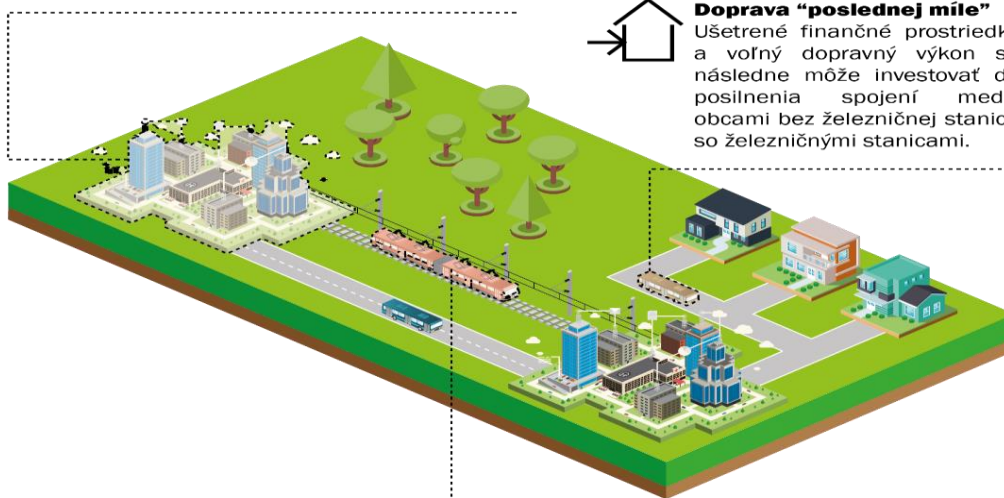 Doprava “poslednej míle”
Ušetrené finančné prostriedk
a voľný dopravný výkon s
následne môže investovať d
posilnenia spojení med
obcami bez železničnej stanic
so železničnými stanicami.